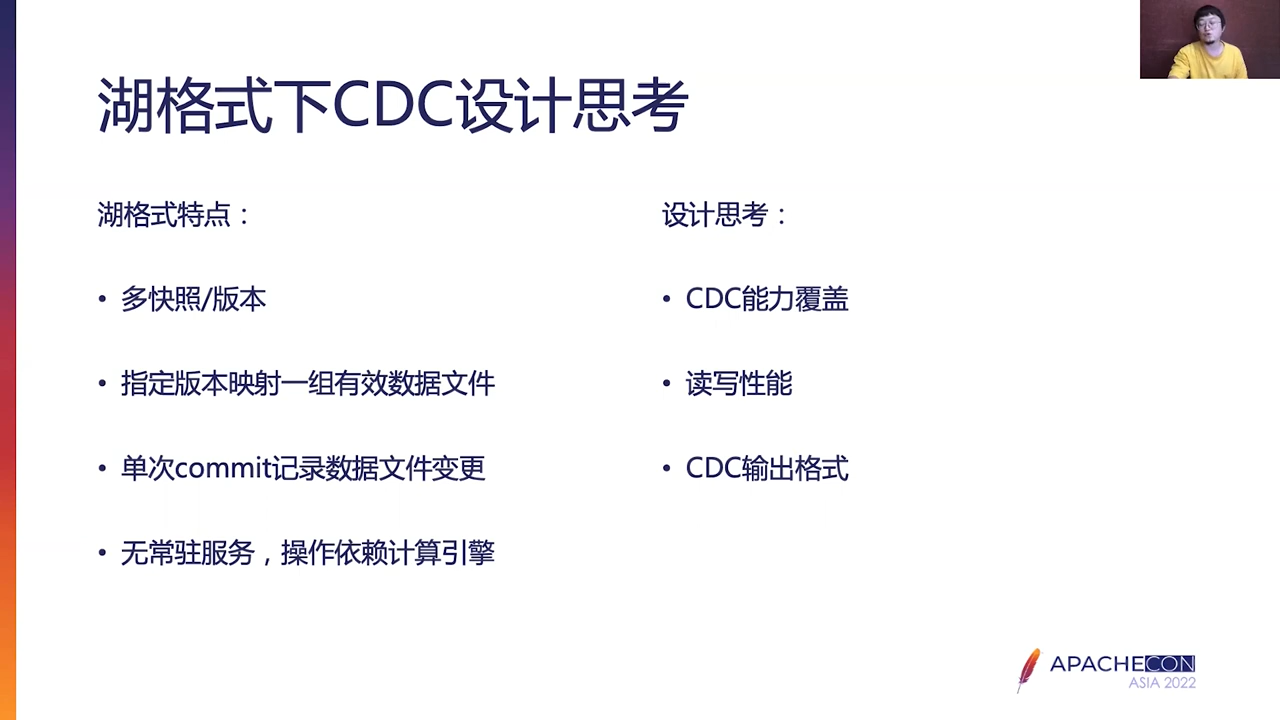 湖格式下CDC设计思考
湖格式特点：
• 多快照/版本
• 指定版本映射一组有效数据文件
• 单次commit记录数据文件变更
• 无常驻服务，操作依赖计算引擎
设计思考：
• CDC能力覆盖
• 读写性能
• CDC输出格式
APACHECON
ASIA 2022